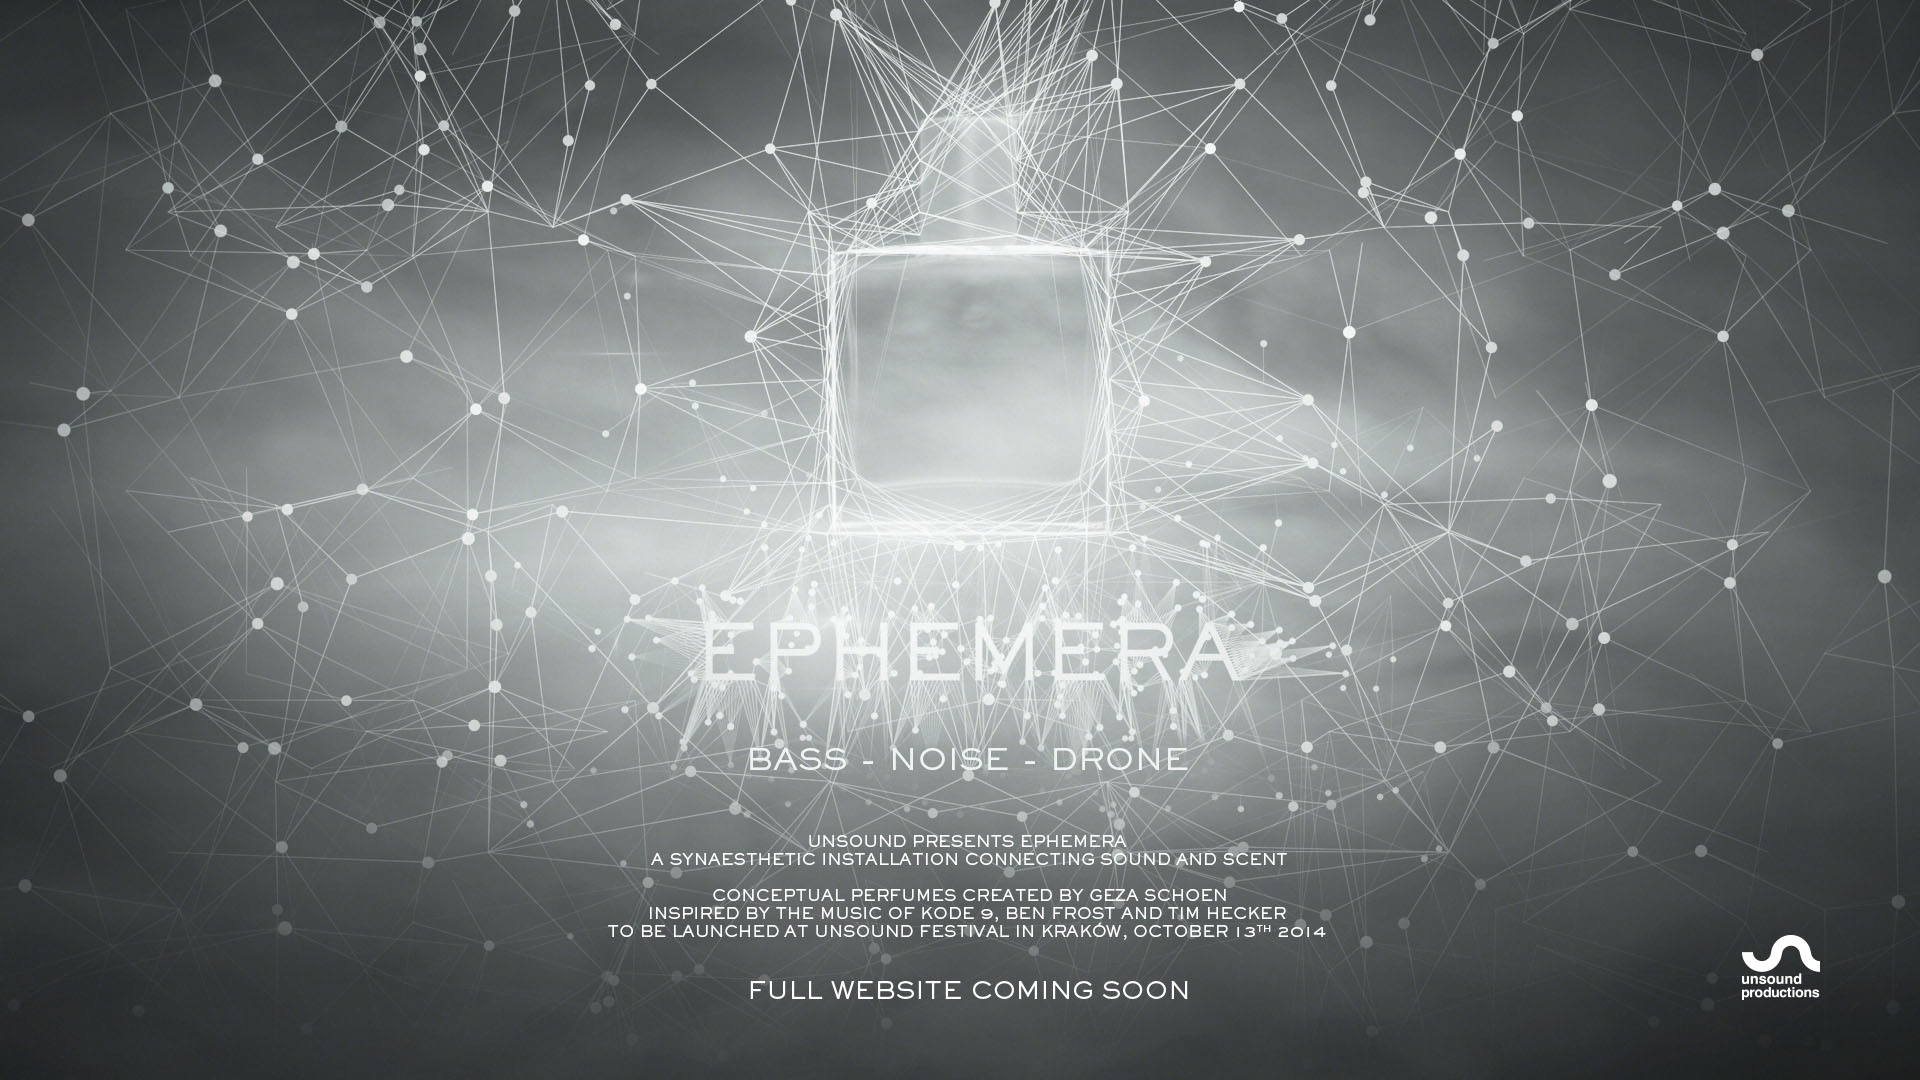 EPHEMERA
BASS - NOISE - DRONE
UNSOUND PRESENTS EPHEMERA
A SYNAESTHETIC INSTALLATION CONNECTING SOUND AND SCENT
CONCEPTUAL PERFUMES CREATED BY GEZA SCHOEN
INSPIRED BY THE MUSIC OF KODE 9, BEN FROST AND TIM HECKER
TO BE LAUNCHED AT UNSOUND FESTIVAL IN KRAKÓW, OCTOBER 13TH 2014
FULL WEBSITE COMING SOON
unsound
productions